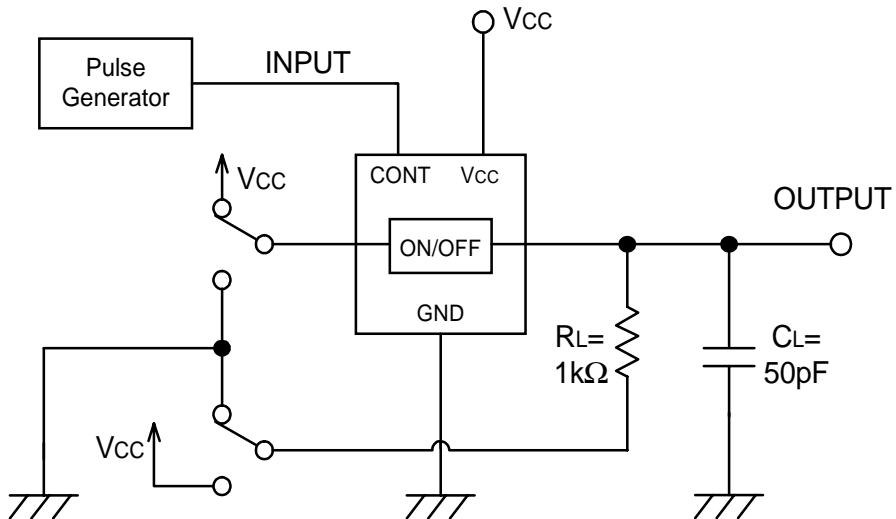 VCC
INPUT
Pulse
Generator
VCC
CONT
VCC
OUTPUT
ON/OFF
GND
RL=
1kΩ
CL=
50pF
VCC